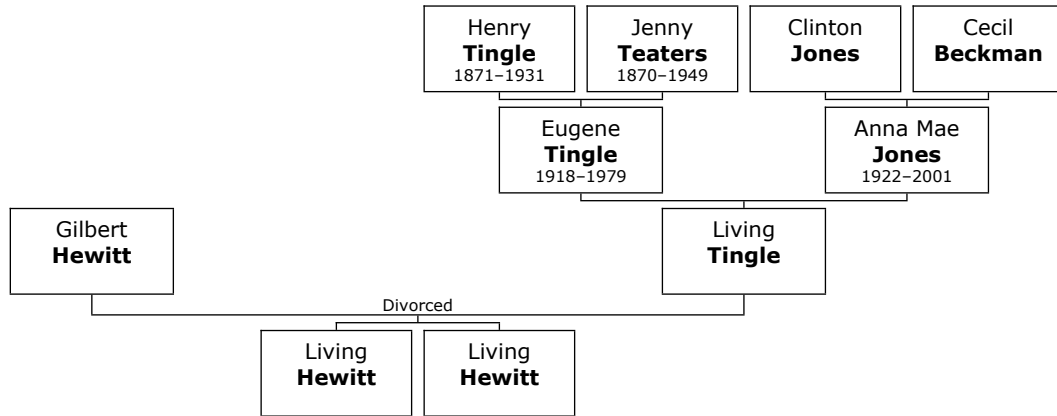 Henry
Tingle
1871–1931
Jenny
Teaters
1870–1949
Clinton
Jones
Cecil
Beckman
Eugene
Tingle
1918–1979
Anna Mae
Jones
1922–2001
Gilbert
Hewitt
Living
Tingle
Divorced
Living
Hewitt
Living
Hewitt